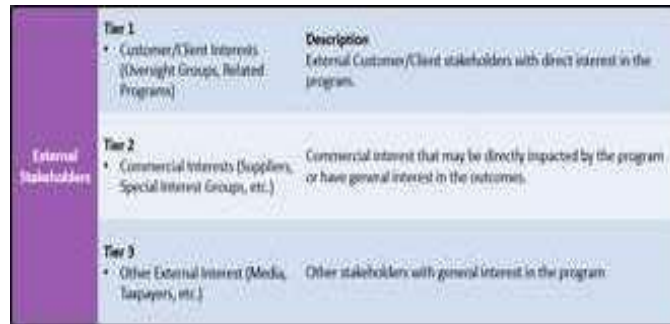 External
Stakeholders
Tier 1
• Customer/Client Interests
(Oversight Groups, Related
Programs)
Description
External Customer/Client stakeholders with direct interest in the
program.
Tier 2
• Commercial Interests (Suppliers,
Special Interest Groups, etc.)
Commercial interest that may be directly impacted by the program
or have general interest in the outcomes.
Tier 3
• Other External Interest (Media,
Taxpayers, etc.)
Other stakeholders with general interest in the program